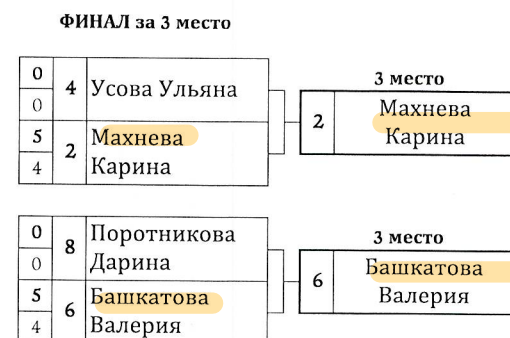 ФИНАЛ за 3 место
0
0
4
Усова Ульяна
5
4
2
Махнева
Карина
3 место
2
Махнева
Карина
0
0
8
Поротникова
Дарина
5
4
6
Башкатова
Валерия
3 место
6
Башкатова
Валерия